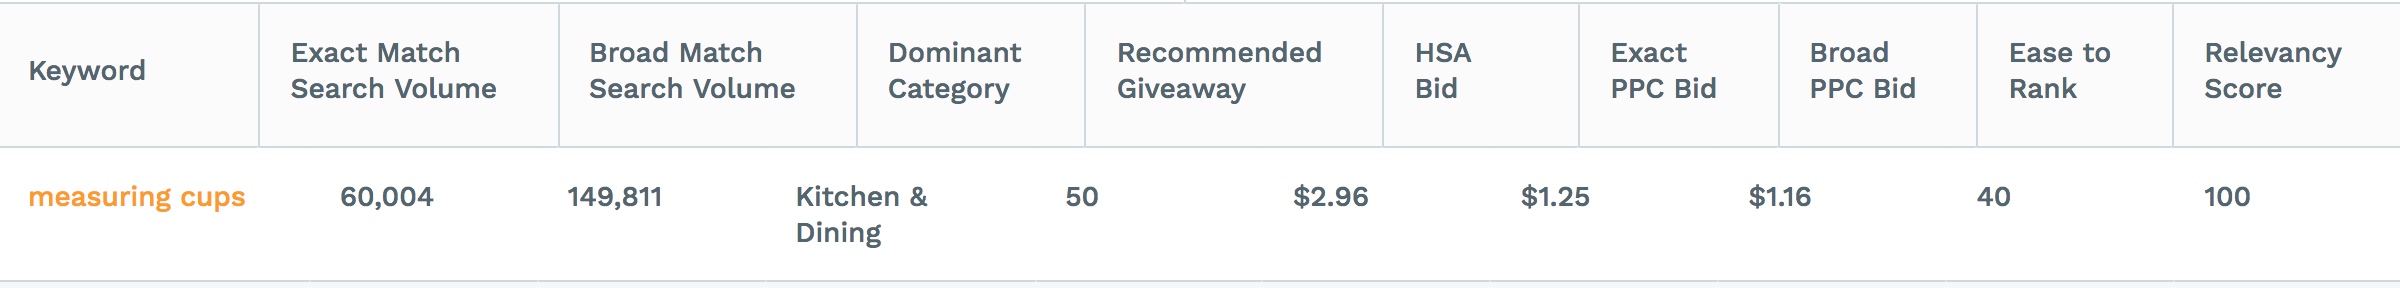 Keyword
Exact Match
Search Volume
Broad Match
Search Volume
Dominant
Category
Recommended
Giveaway
HSA
Bid
Exact
PPC Bid
Broad
PPC Bid
Ease to
Rank
Relevancy
Score
measuring cups
60,004
149,811
Kitchen &
Dining
50
$2.96
$1.25
$1.16
40
100